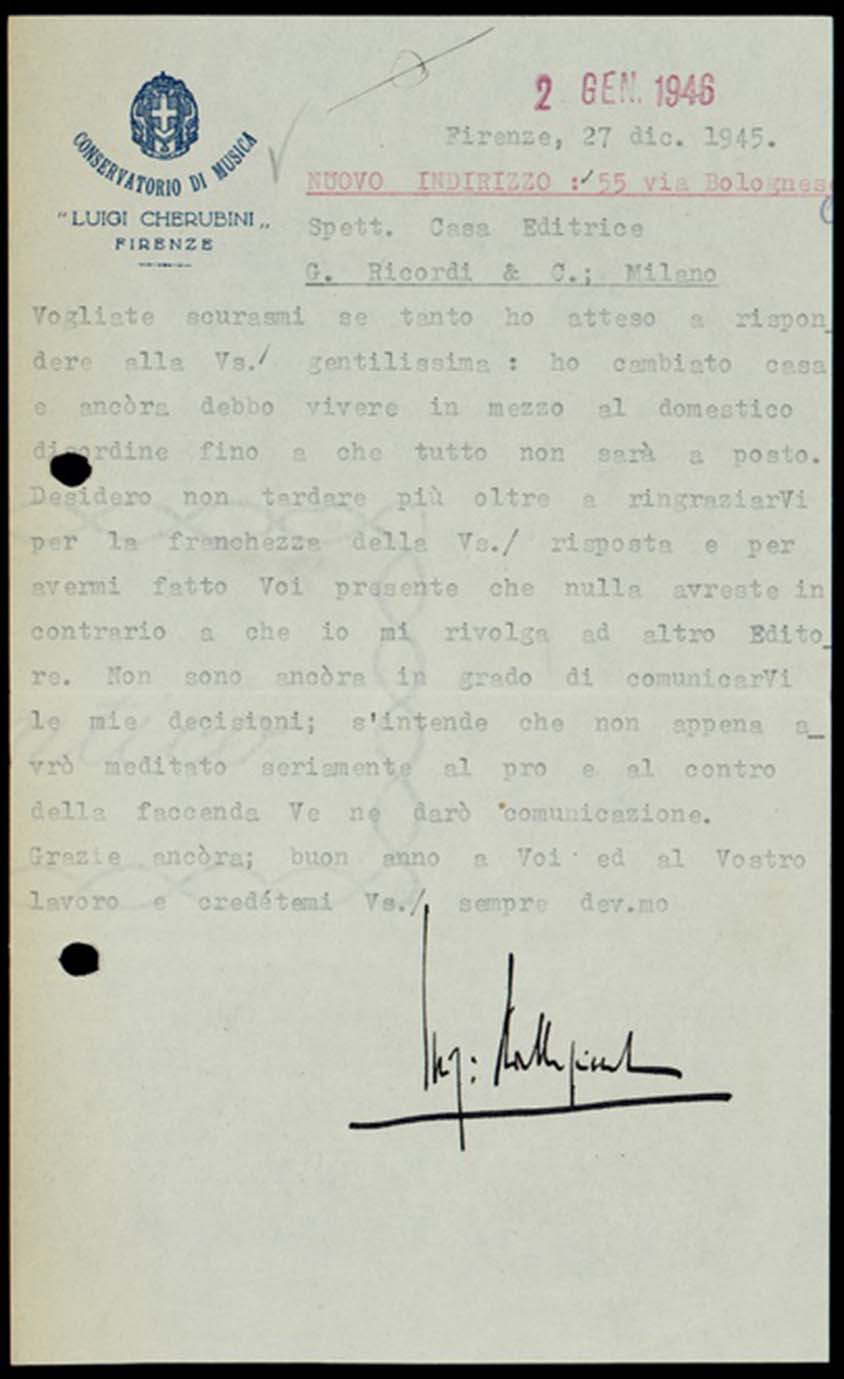 2 GEN. 1946
CONSERVATORIO DI MUSICA
"LUIGI CHERUBINI"
FIRENZE
Firenze, 27 dic. 1945.
NUOVO INDIRIZZO : 55 via Bolognese
Spett. Casa Editrice
G. Ricordi & C.; Milano
Vogliate scurasmi se tanto ho atteso a rispon_
dere alla Vs./ gentilissima : ho cambiato casa
e ancòra debbo vivere in mezzo al domestico
disordine fino a che tutto non sarà a posto.
Desidero non tardare più oltre a ringraziarVi
per la franchezza della Vs./ risposta e per
avermi fatto Voi presente che nulla avreste in
contrario a che io mi rivolga ad altro Edito_
re. Non sono ancòra in grado di comunicarVi
le mie decisioni; s'intende che non appena a_
vrò meditato seriamente al pro e al contro
della faccenda Ve ne darò comunicazione.
Grazie ancòra; buon anno a Voi ed al Vostro
lavoro e credétemi Vs./ sempre dev.mo